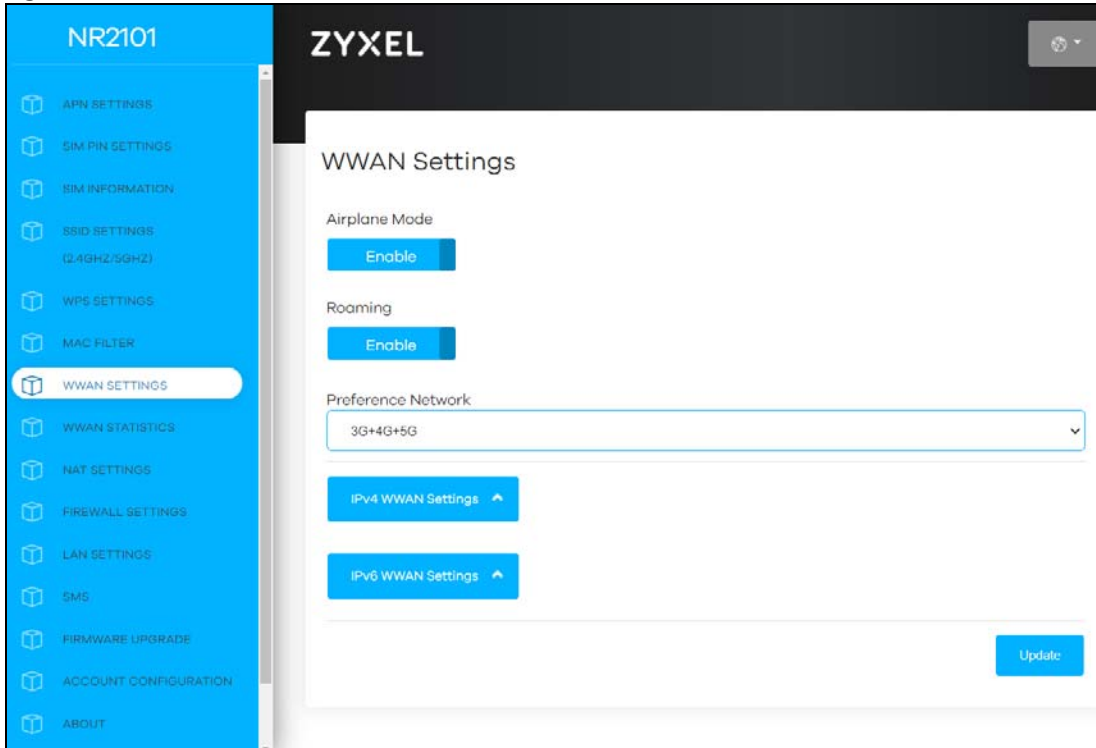 NR2101
ZYXEL
APN SETTINGS
SIM PIN SETTINGS
SIM INFORMATION
SSID SETTINGS
(2.4GHZ/5GHZ)
WPS SETTINGS
MAC FILTER
WWAN SETTINGS
WWAN STATISTICS
NAT SETTINGS
FIREWALL SETTINGS
LAN SETTINGS
SMS
FIRMWARE UPGRADE
ACCOUNT CONFIGURATION
ABOUT
WWAN Settings
Airplane Mode
Enable
Roaming
Enable
Preference Network
3G+4G+5G
IPv4 WWAN Settings
IPv6 WWAN Settings
Update